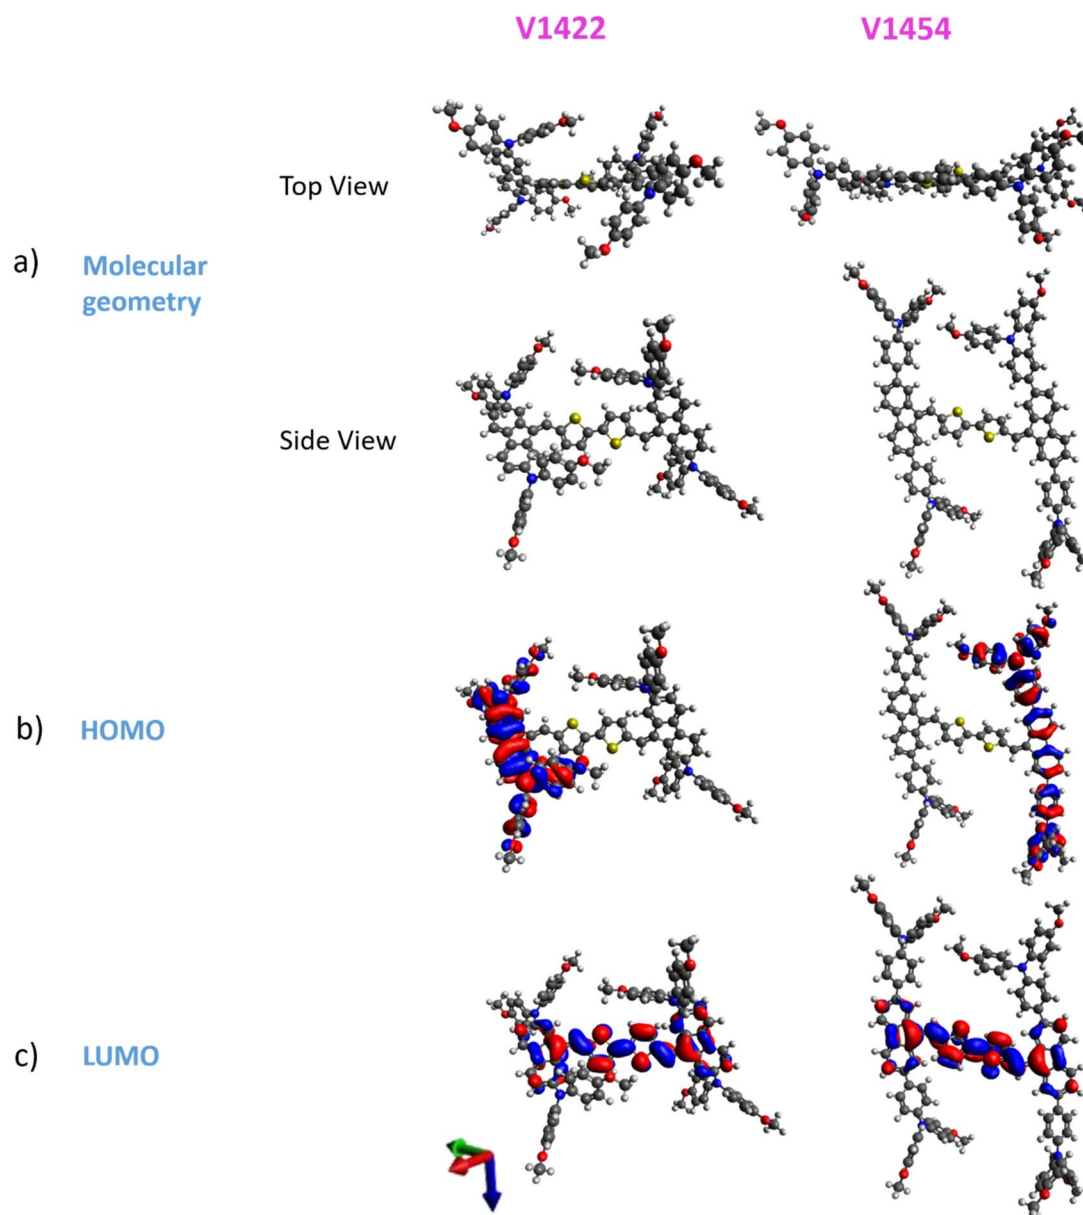 V1422 V1454
Top View
a) Molecular
geometry
Side View
b) HOMO
c) LUMO